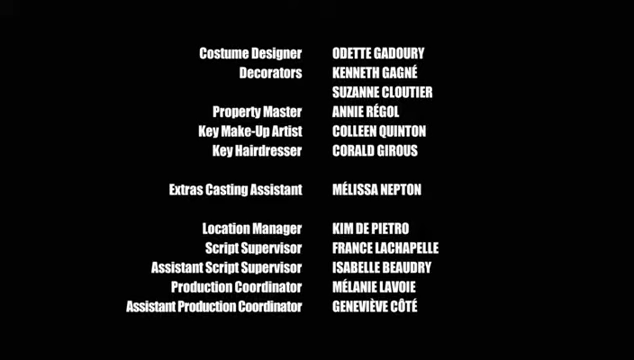 Costume Designer ODETTE GADOURY
Decorators KENNETH GAGNÉ
SUZANNE CLOUTIER
Property Master ANNIE RÉGOL
Key Make-Up Artist COLLEEN QUINTON
Key Hairdresser CORALD GIROUS
Extras Casting Assistant MÉLISSA NEPTON
Location Manager KIM DE PIETRO
Script Supervisor FRANCE LACHAPELLE
Assistant Script Supervisor ISABELLE BEAUDRY
Production Coordinator MÉLANIE LAVOIE
Assistant Production Coordinator GENEVIÈVE CÔTÉ